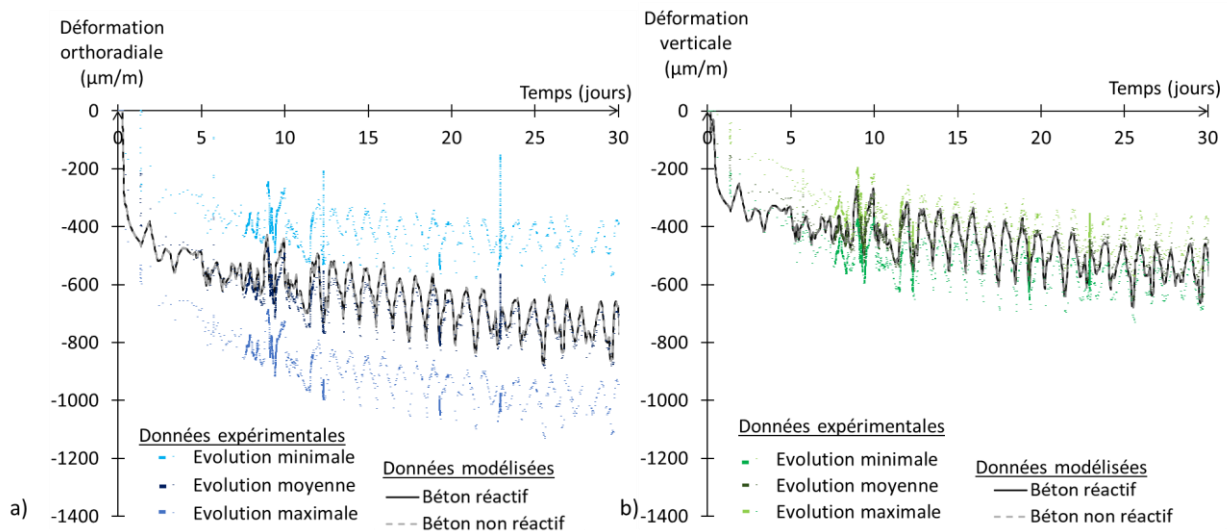 Déformation
orthoradiale
(µm/m)
Temps (jours)
0
-200
-400
-600
-800
-1000
-1200
-1400
0 5 10 15 20 25 30
Données expérimentales
Evolution minimale
Evolution moyenne
Evolution maximale
Données modélisées
Béton réactif
Béton non réactif
a)
Déformation
verticale
(µm/m)
Temps (jours)
0
-200
-400
-600
-800
-1000
-1200
-1400
0 5 10 15 20 25 30
Données expérimentales
Evolution minimale
Evolution moyenne
Evolution maximale
Données modélisées
Béton réactif
Béton non réactif
b)